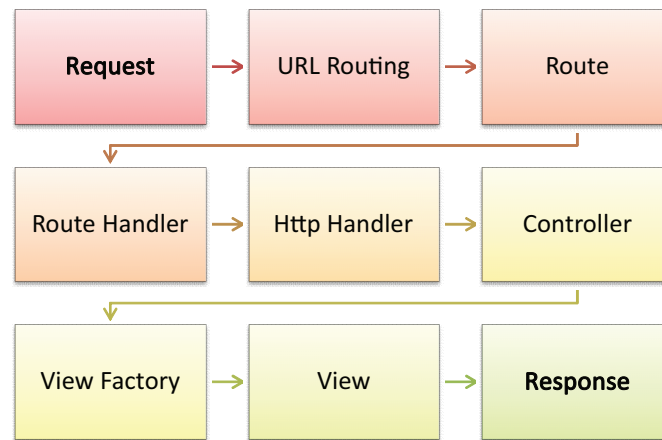 Request
URL Routing
Route
Route Handler
Http Handler
Controller
View Factory
View
Response